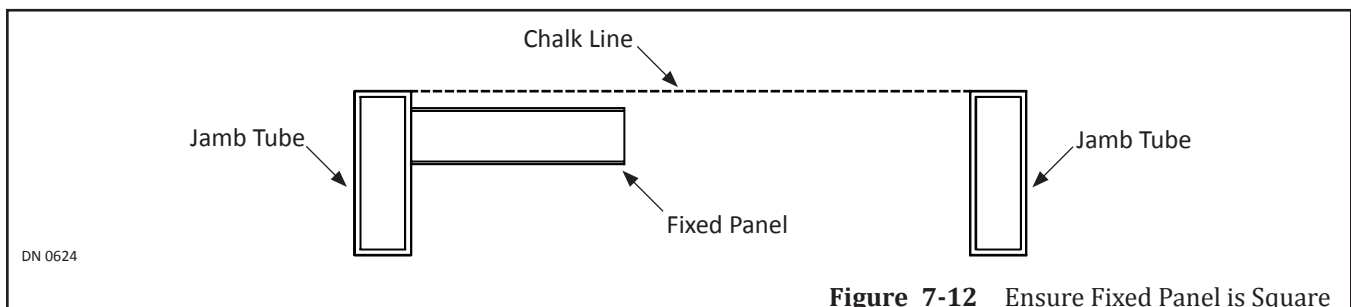 Chalk Line
Jamb Tube
Jamb Tube
Fixed Panel
DN 0624
Figure 7-12 Ensure Fixed Panel is Square